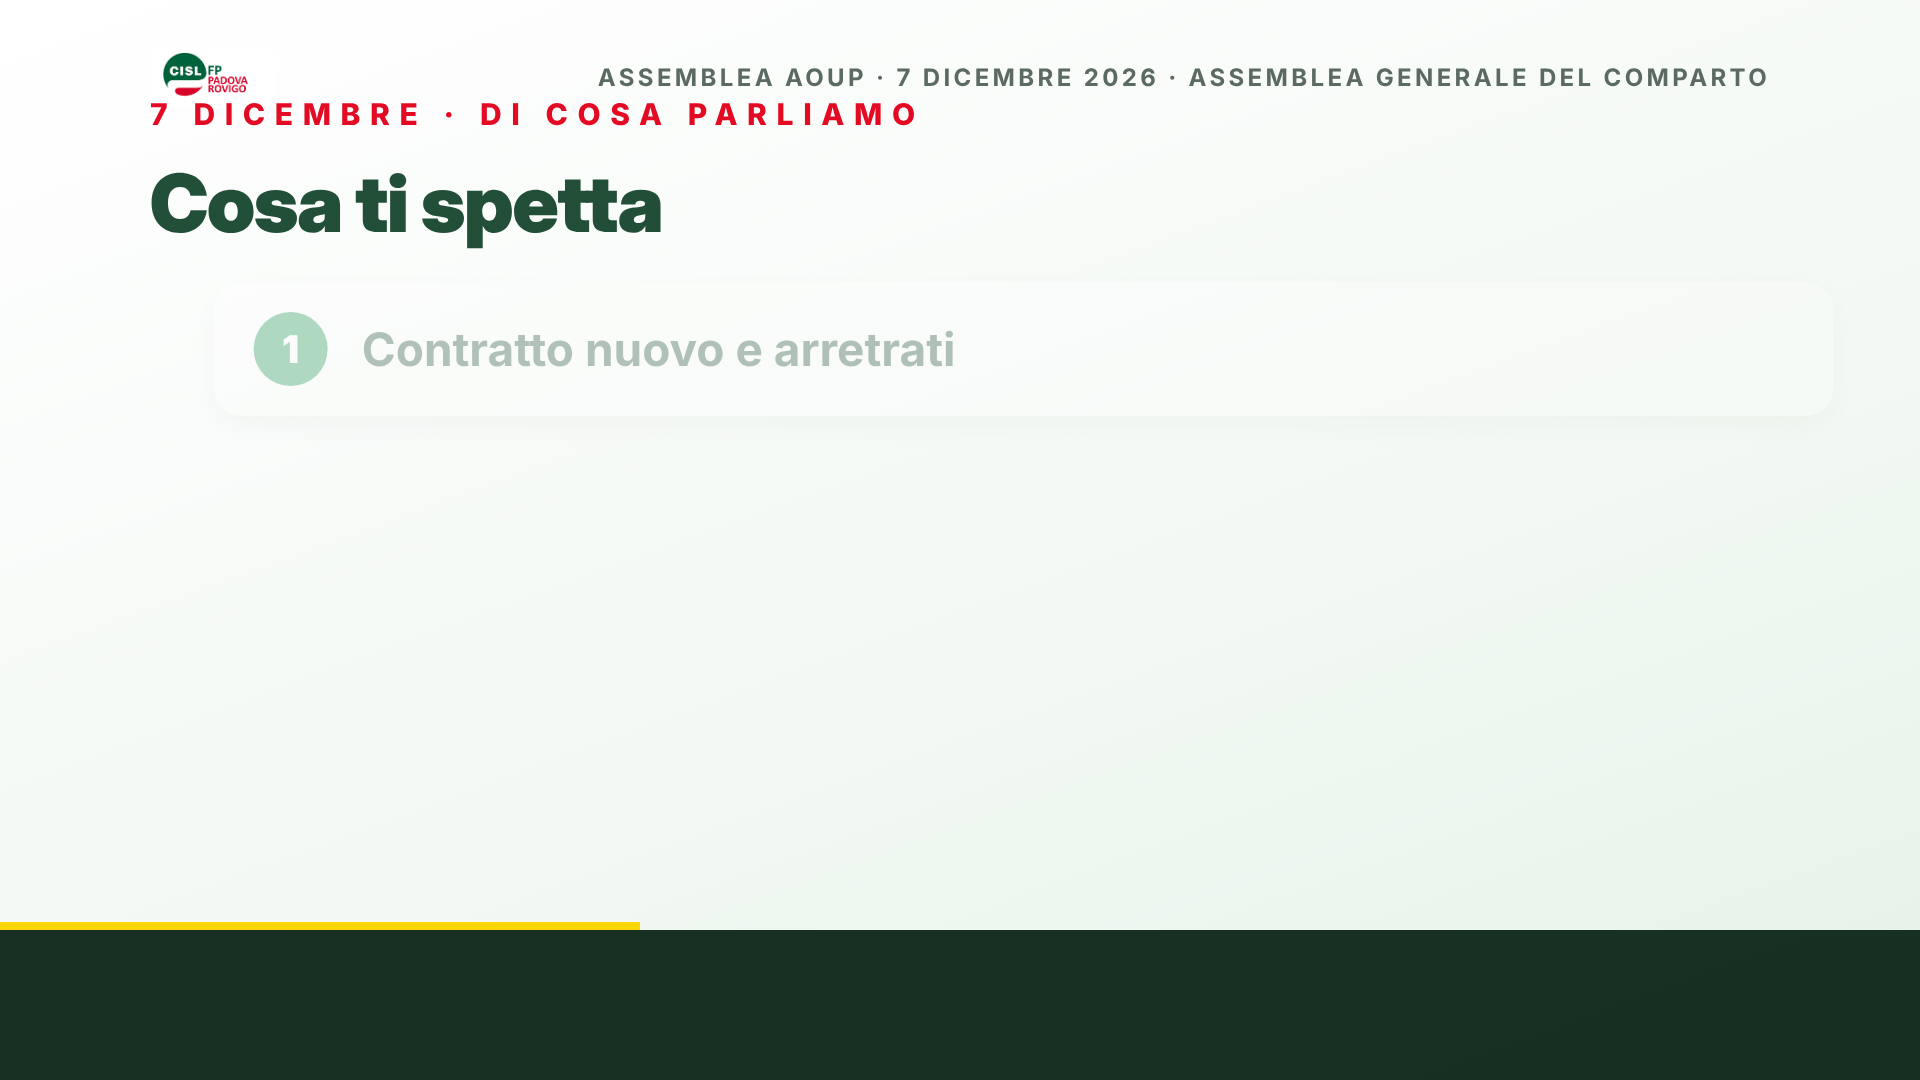 CISL FP
PADOVA
ROVIGO
ASSEMBLEA AOUP · 7 DICEMBRE 2026 · ASSEMBLEA GENERALE DEL COMPARTO
7 DICEMBRE · DI COSA PARLIAMO
Cosa ti spetta
1 Contratto nuovo e arretrati